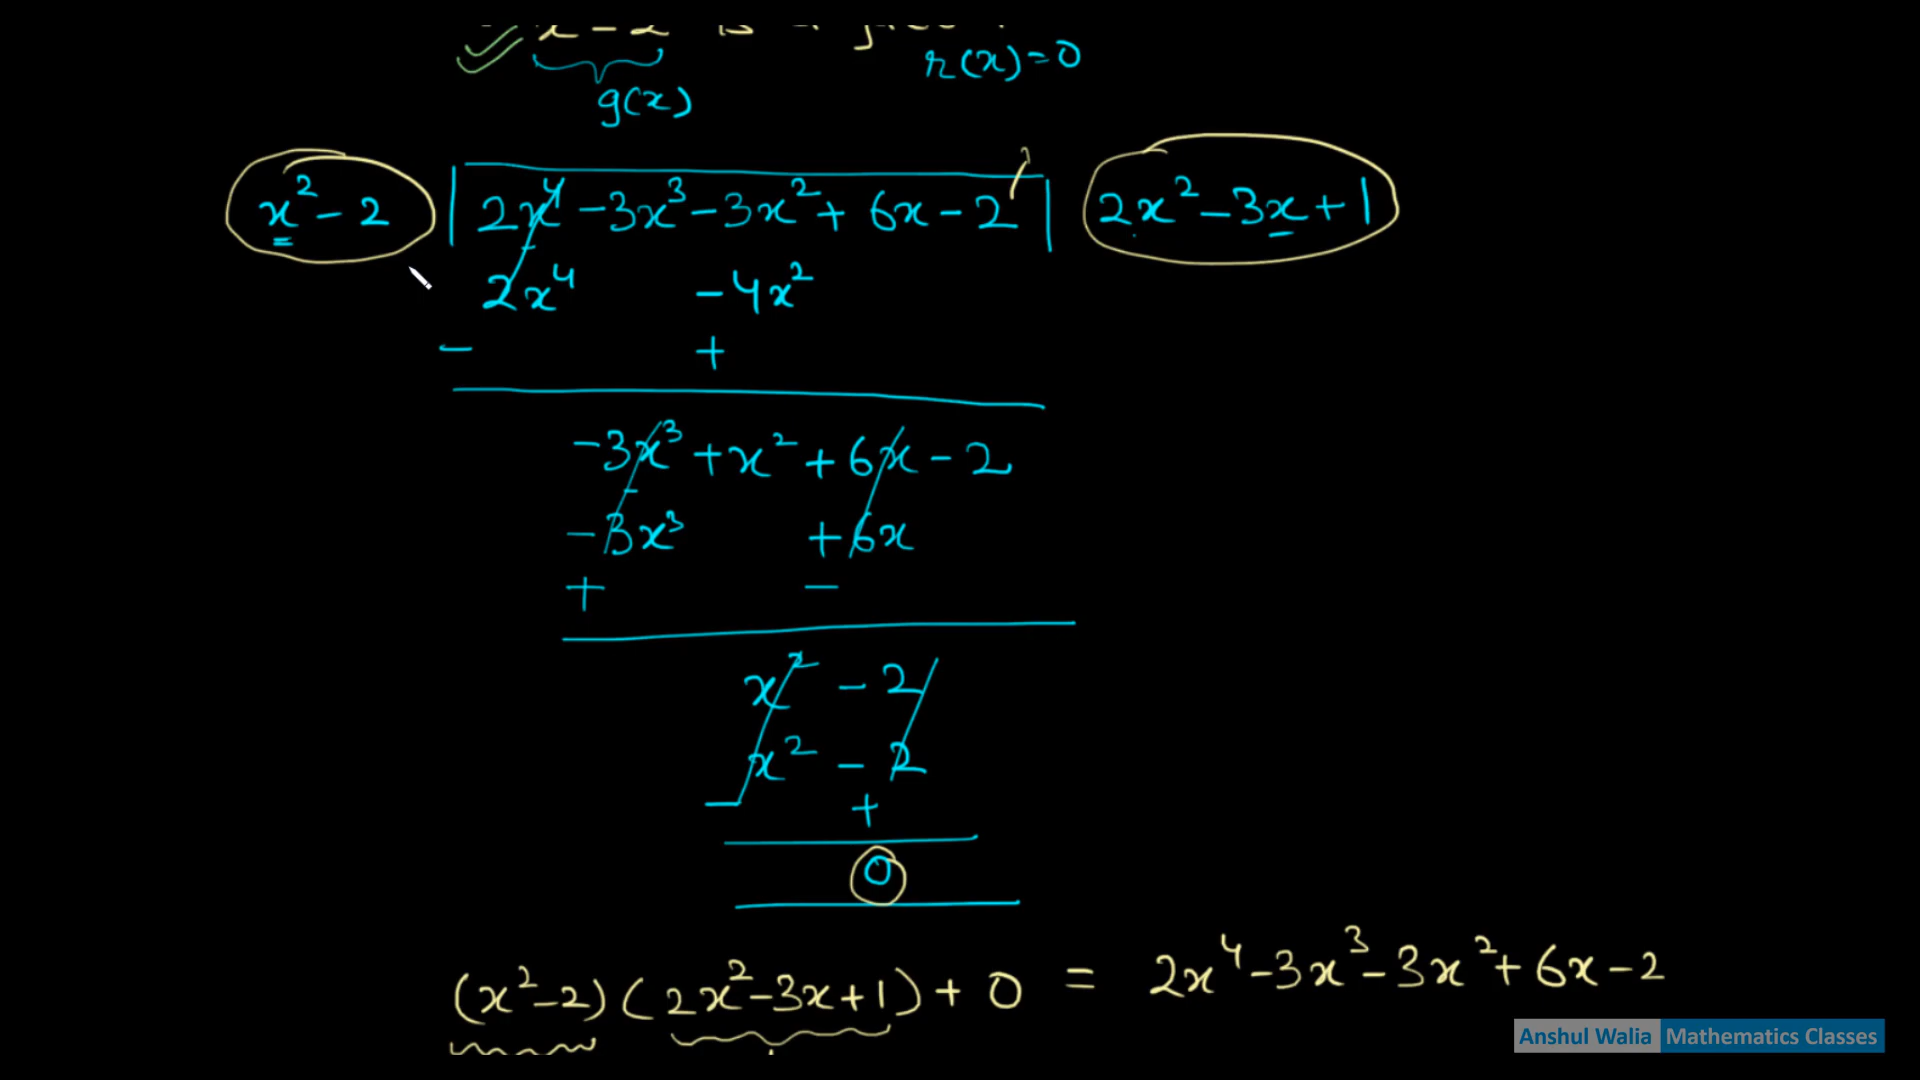 r(x)=0
g(x)
x² - 2 | 2x⁴ - 3x³ - 3x² + 6x - 2 | 2x² - 3x + 1
2x⁴ - 4x²
- +
-3x³ + x² + 6x - 2
-3x³ + 6x
+ -
x² - 2
x² - 2
- +
0
(x²-2)(2x²-3x+1) + 0 = 2x⁴-3x³-3x²+6x-2
Anshul Walia Mathematics Classes